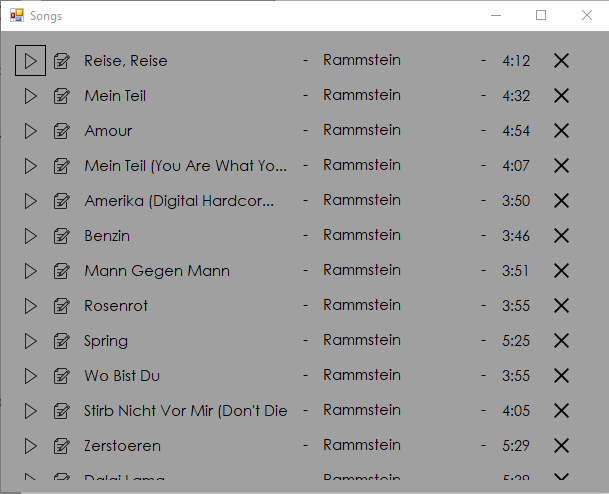 Songs
Reise, Reise - Rammstein - 4:12
Mein Teil - Rammstein - 4:32
Amour - Rammstein - 4:54
Mein Teil (You Are What Yo... - Rammstein - 4:07
Amerika (Digital Hardcor... - Rammstein - 3:50
Benzin - Rammstein - 3:46
Mann Gegen Mann - Rammstein - 3:51
Rosenrot - Rammstein - 3:55
Spring - Rammstein - 5:25
Wo Bist Du - Rammstein - 3:55
Stirb Nicht Vor Mir (Don't Die - Rammstein - 4:05
Zerstoeren - Rammstein - 5:29
Dalai Lama - Rammstein